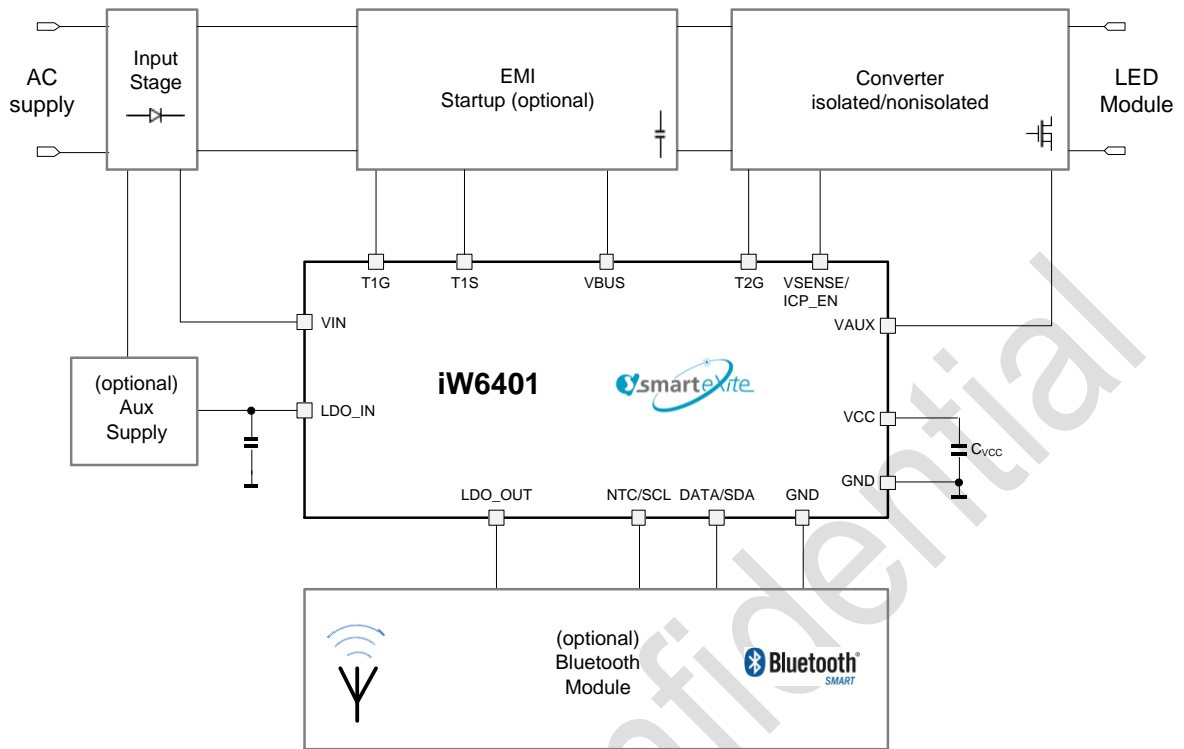 AC
supply
Input
Stage
EMI
Startup (optional)
Converter
isolated/nonisolated
LED
Module
T1G
T1S
VBUS
T2G
VSENSE/
ICP_EN
VIN
VAUX
(optional)
Aux
Supply
LDO_IN
iW6401
smarteXite
VCC
CVCC
GND
LDO_OUT
NTC/SCL
DATA/SDA
GND
(optional)
Bluetooth
Module
Bluetooth®
SMART
onfidential